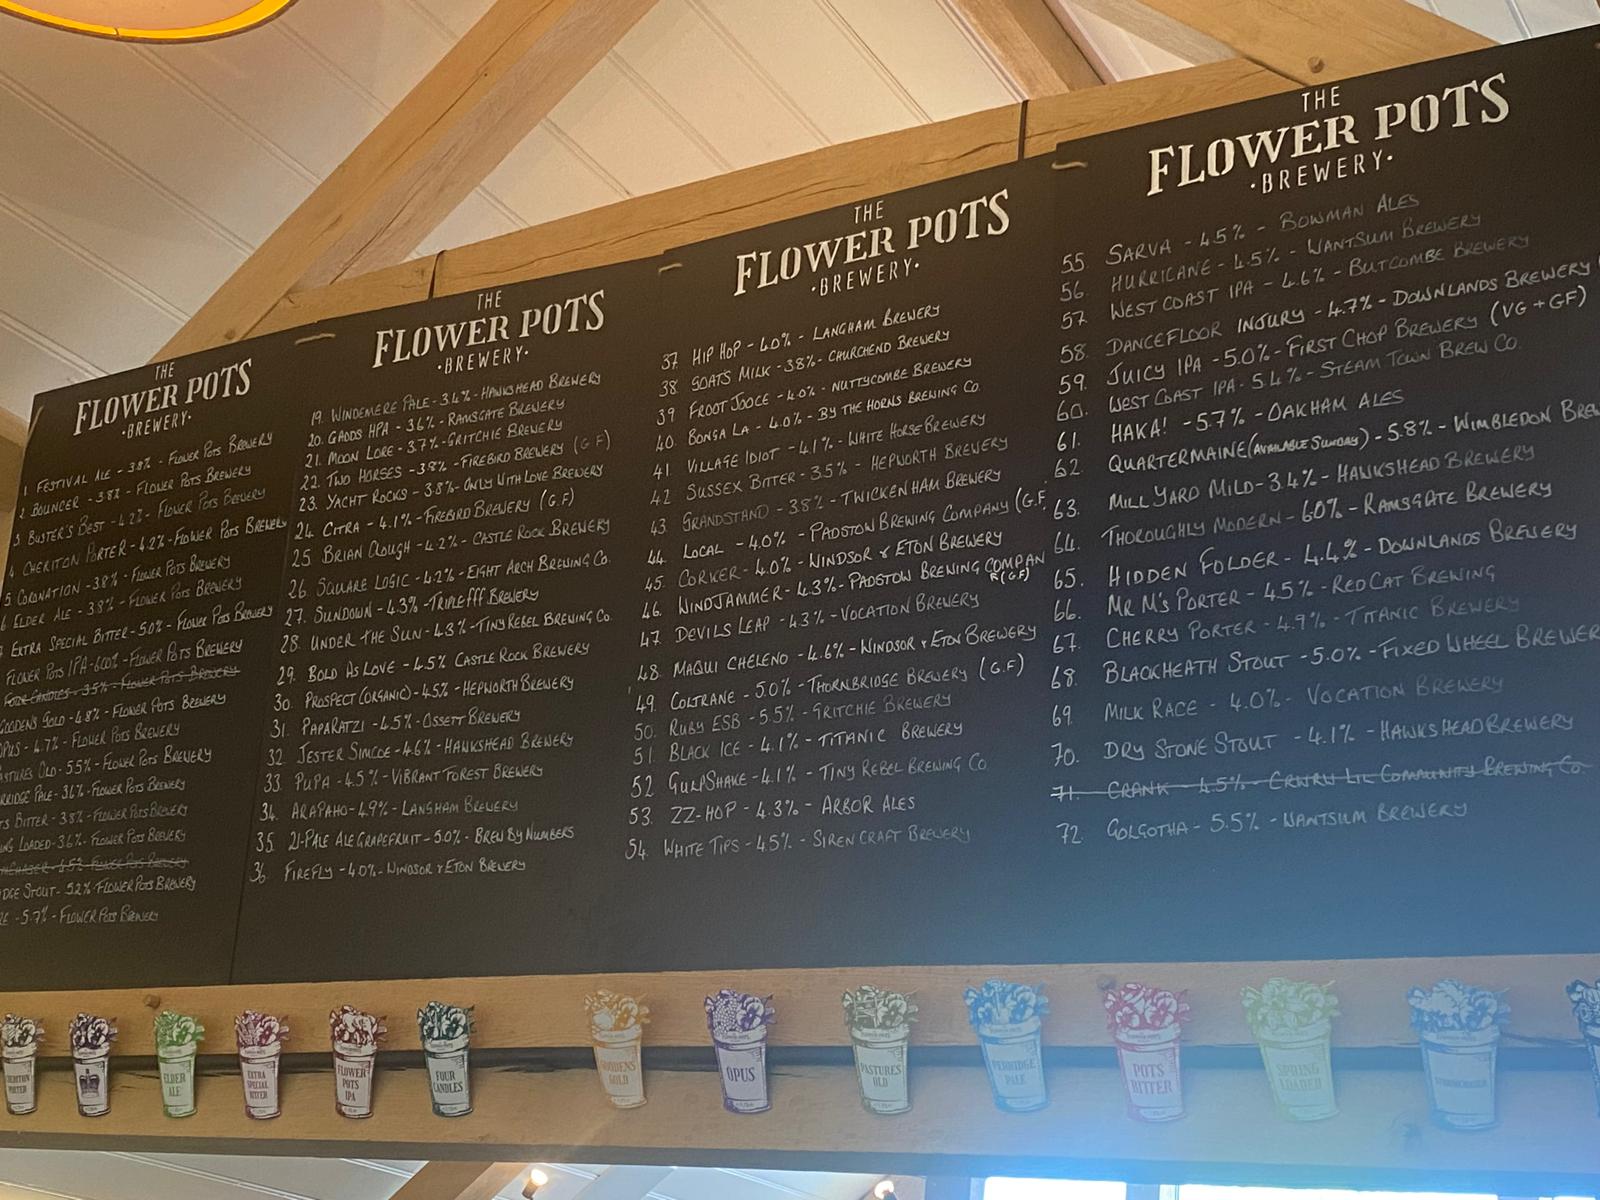 THE
FLOWER POTS
·BREWERY·
1 FESTIVAL ALE - 3.8% - FLOWER POTS BREWERY
2 BOUNCER - 3.8% - FLOWER POTS BREWERY
3. BUSTER'S BEST - 4.2% - FLOWER POTS BREWERY
4 CHERITON PORTER - 4.2% - FLOWER POTS BREWERY
5 CORONATION - 3.8% - FLOWER POTS BREWERY
6 ELDER ALE - 3.8% - FLOWER POTS BREWERY
7 EXTRA SPECIAL BITTER - 5.0% - FLOWER POTS BREWERY
FLOWER POTS IPA - 6.00% - FLOWER POTS BREWERY
FOUR CANDLES - 3.5% - FLOWER POTS BREWERY
GOODENS GOLD - 4.8% - FLOWER POTS BREWERY
OPUS - 4.7% - FLOWER POTS BREWERY
PASTURES OLD - 5.5% - FLOWER POTS BREWERY
RRIDGE PALE - 3.6% - FLOWER POTS BREWERY
TS BITTER - 3.8% - FLOWER POTS BREWERY
NG LOADED - 3.6% - FLOWER POTS BREWERY
FLOWER POTS BREWERY
DGE STOUT - 5.2% - FLOWER POTS BREWERY
RE - 5.7% - FLOWER POTS BREWERY
THE
FLOWER POTS
·BREWERY·
19. WINDEMERE PALE - 3.4% - HAWKSHEAD BREWERY
20. GADDS HPA - 3.6% - RAMSGATE BREWERY
21. MOON LORE - 3.7% - GRITCHIE BREWERY
22. TWO HORSES - 3.8% - FIREBIRD BREWERY (GF)
23. YACHT ROCKS - 3.8% - ONLY WITH LOVE BREWERY
24. CITRA - 4.1% - FIREBIRD BREWERY (G.F)
25. BRIAN CLOUGH - 4.2% - CASTLE ROCK BREWERY
26. SQUARE LOGIC - 4.2% - EIGHT ARCH BREWING CO.
27. SUNDOWN - 4.3% - TRIPLE fff BREWERY
28. UNDER THE SUN - 4.3% - TINY REBEL BREWING CO.
29. BOLD AS LOVE - 4.5% CASTLE ROCK BREWERY
30. PROSPECT (ORGANIC) - 4.5% - HEPWORTH BREWERY
31. PAPARATZI - 4.5% - OSSETT BREWERY
32. JESTER SIMCOE - 4.6% - HAWKSHEAD BREWERY
33. PUPA - 4.5% - VIBRANT FOREST BREWERY
34. ARAPAHO - 4.9% - LANGHAM BREWERY
35. 21-PALE ALE GRAPEFRUIT - 5.0% - BREW BY NUMBERS
36. FIREFLY - 4.0% - WINDSOR & ETON BREWERY
THE
FLOWER POTS
·BREWERY·
37. HIP HOP - 4.0% - LANGHAM BREWERY
38. GOAT'S MILK - 3.8% - CHURCHEND BREWERY
39 FROOT JOOCE - 4.0% - NUTTYCOMBE BREWERY
40. BONGA LA - 4.0% - BY THE HORNS BREWING CO.
41. VILLAGE IDIOT - 4.1% - WHITE HORSE BREWERY
42 SUSSEX BITTER - 3.5% - HEPWORTH BREWERY
43. GRANDSTAND - 3.8% - TWICKENHAM BREWERY
44. LOCAL - 4.0% - PADSTOW BREWING COMPANY (G.F.
45. CORKER - 4.0% - WINDSOR & ETON BREWERY
46. WINDJAMMER - 4.3% - PADSTOW BREWING COMPANY (GF)
47. DEVILS LEAP - 4.3% - VOCATION BREWERY
48. MAQUI CHELENO - 4.6% - WINDSOR & ETON BREWERY
49. COLTRANE - 5.0% - THORNBRIDGE BREWERY (G.F)
50. RUBY ESB - 5.5% - GRITCHIE BREWERY
51. BLACK ICE - 4.1% - TITANIC BREWERY
52 GULPSHAKE - 4.1% - TINY REBEL BREWING CO
53. ZZ-HOP - 4.3% - ARBOR ALES
54. WHITE TIPS - 4.5% - SIREN CRAFT BREWERY
THE
FLOWER POTS
·BREWERY·
55 SARVA - 4.5% - BOWMAN ALES
56. HURRICANE - 4.5% - WANTSUM BREWERY
57. WEST COAST IPA - 4.6% - BUTCOMBE BREWERY
58. DANCEFLOOR INJURY - 4.7% - DOWNLANDS BREWERY (
59. JUICY IPA - 5.0% - FIRST CHOP BREWERY (VG + GF)
60. WEST COAST IPA - 5.4% - STEAM TOWN BREW CO.
61. HAKA! - 5.7% - OAKHAM ALES
62. QUARTERMAINE (AVAILABLE SUNDAY) - 5.8% - WIMBLEDON BREW
63. MILL YARD MILD - 3.4% - HAWKSHEAD BREWERY
64. THOROUGHLY MODERN - 6.0% - RAMSGATE BREWERY
65. HIDDEN FOLDER - 4.4% - DOWNLANDS BREWERY
66. MR M'S PORTER - 4.5% - RED CAT BREWING
67. CHERRY PORTER - 4.9% - TITANIC BREWERY
68. BLACKHEATH STOUT - 5.0% - FIXED WHEEL BREWER
69. MILK RACE - 4.0% - VOCATION BREWERY
70. DRY STONE STOUT - 4.1% - HAWKSHEAD BREWERY
71. CRANK - 4.5% - CRWRW LIL COMMUNITY BREWING CO.
72. GOLGOTHA - 5.5% - WANTSUM BREWERY
CHERITON PORTER
ELDER ALE
EXTRA SPECIAL BITTER
FLOWER POTS IPA
FOUR CANDLES
GOODENS GOLD
OPUS
PASTURES OLD
PERRIDGE PALE
POTS BITTER
SPRING LOADED